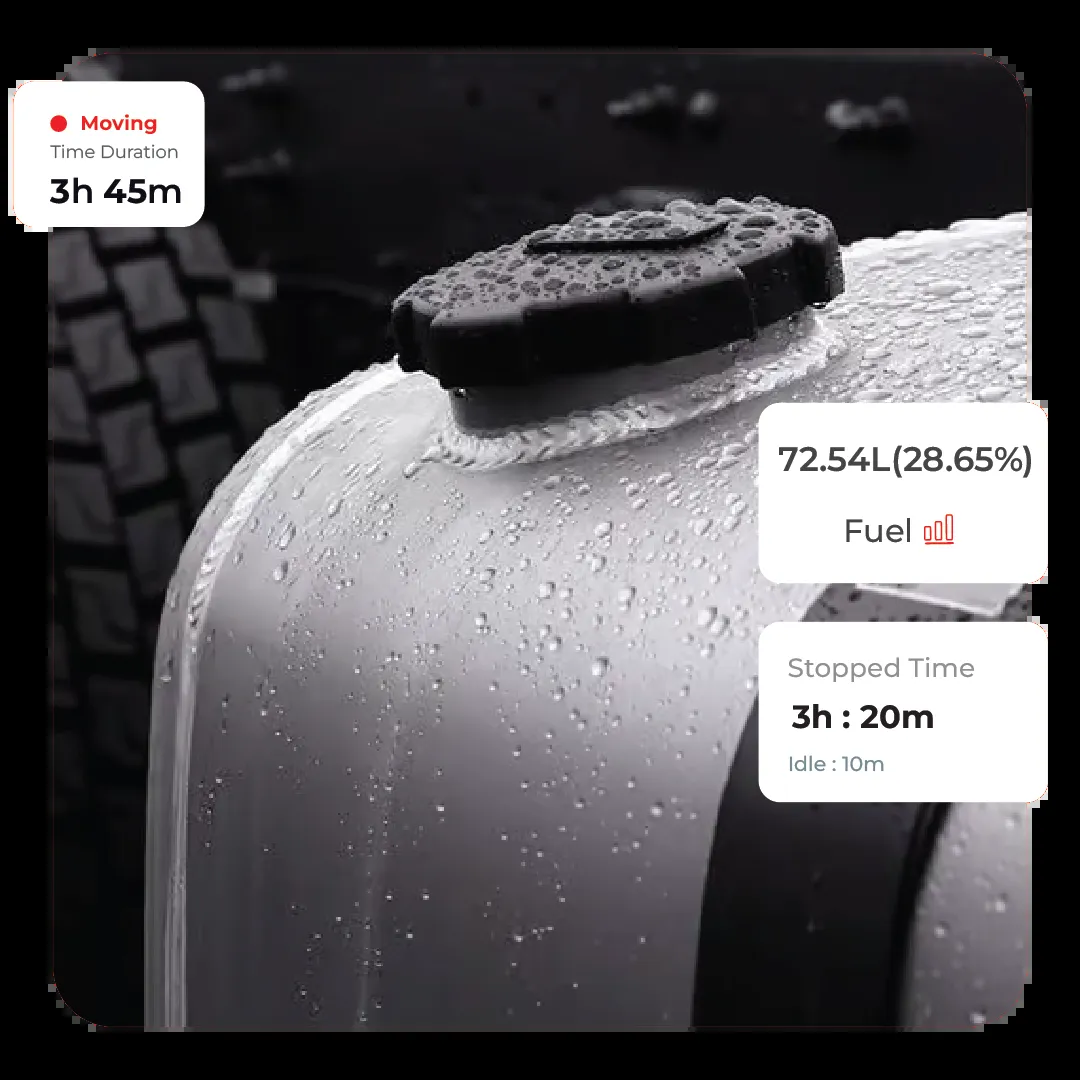 Moving
Time Duration
3h 45m
72.54L(28.65%)
Fuel
Stopped Time
3h : 20m
Idle : 10m